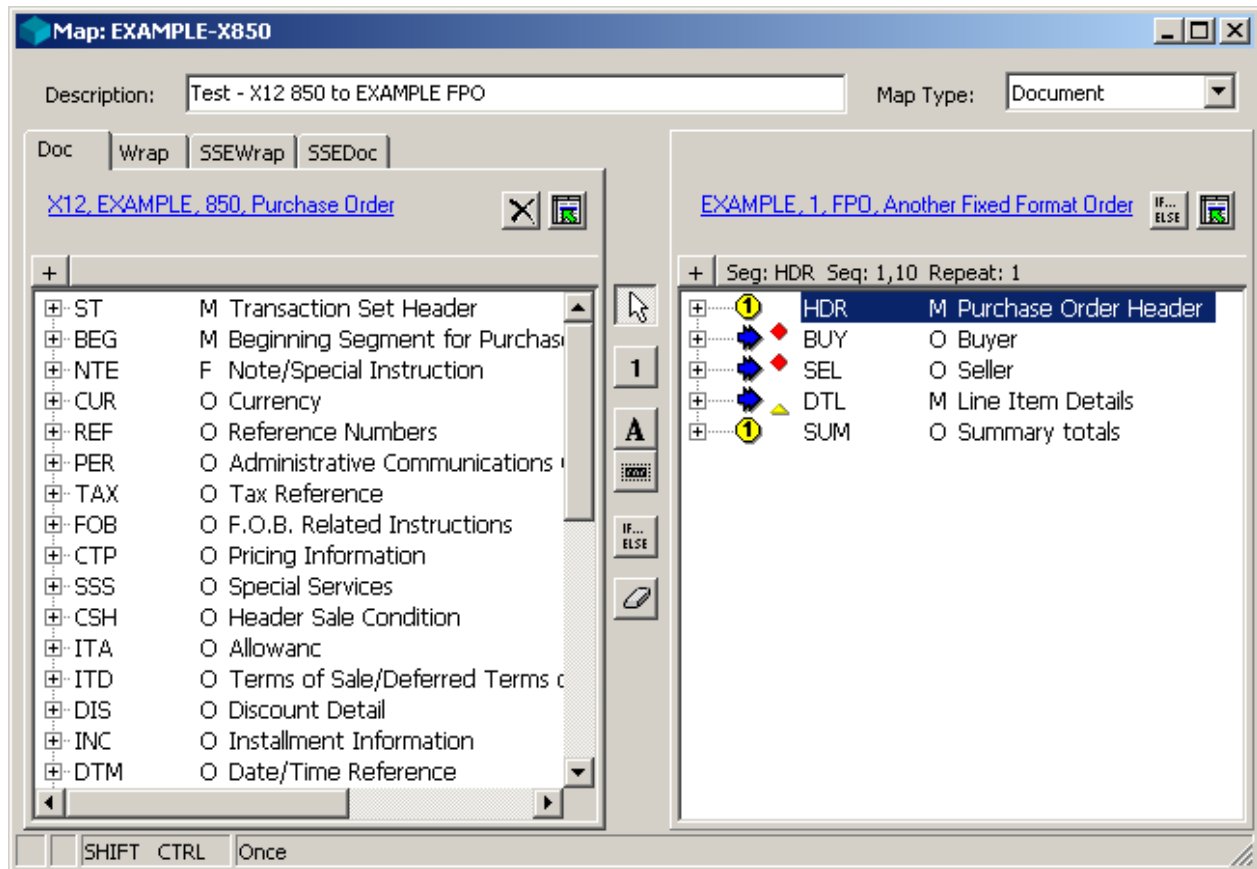 Map: EXAMPLE-X850
Description: Test - X12 850 to EXAMPLE FPO Map Type: Document
Doc Wrap SSEWrap SSEDoc
X12, EXAMPLE, 850, Purchase Order
EXAMPLE, 1, FPO, Another Fixed Format Order IF... ELSE
+
+ Seg: HDR Seq: 1,10 Repeat: 1
ST M Transaction Set Header
BEG M Beginning Segment for Purchas
NTE F Note/Special Instruction
CUR O Currency
REF O Reference Numbers
PER O Administrative Communications
TAX O Tax Reference
FOB O F.O.B. Related Instructions
CTP O Pricing Information
SSS O Special Services
CSH O Header Sale Condition
ITA O Allowanc
ITD O Terms of Sale/Deferred Terms
DIS O Discount Detail
INC O Installment Information
DTM O Date/Time Reference
1
A
IF...
ELSE
1 HDR M Purchase Order Header
BUY O Buyer
SEL O Seller
DTL M Line Item Details
1 SUM O Summary totals
SHIFT CTRL Once